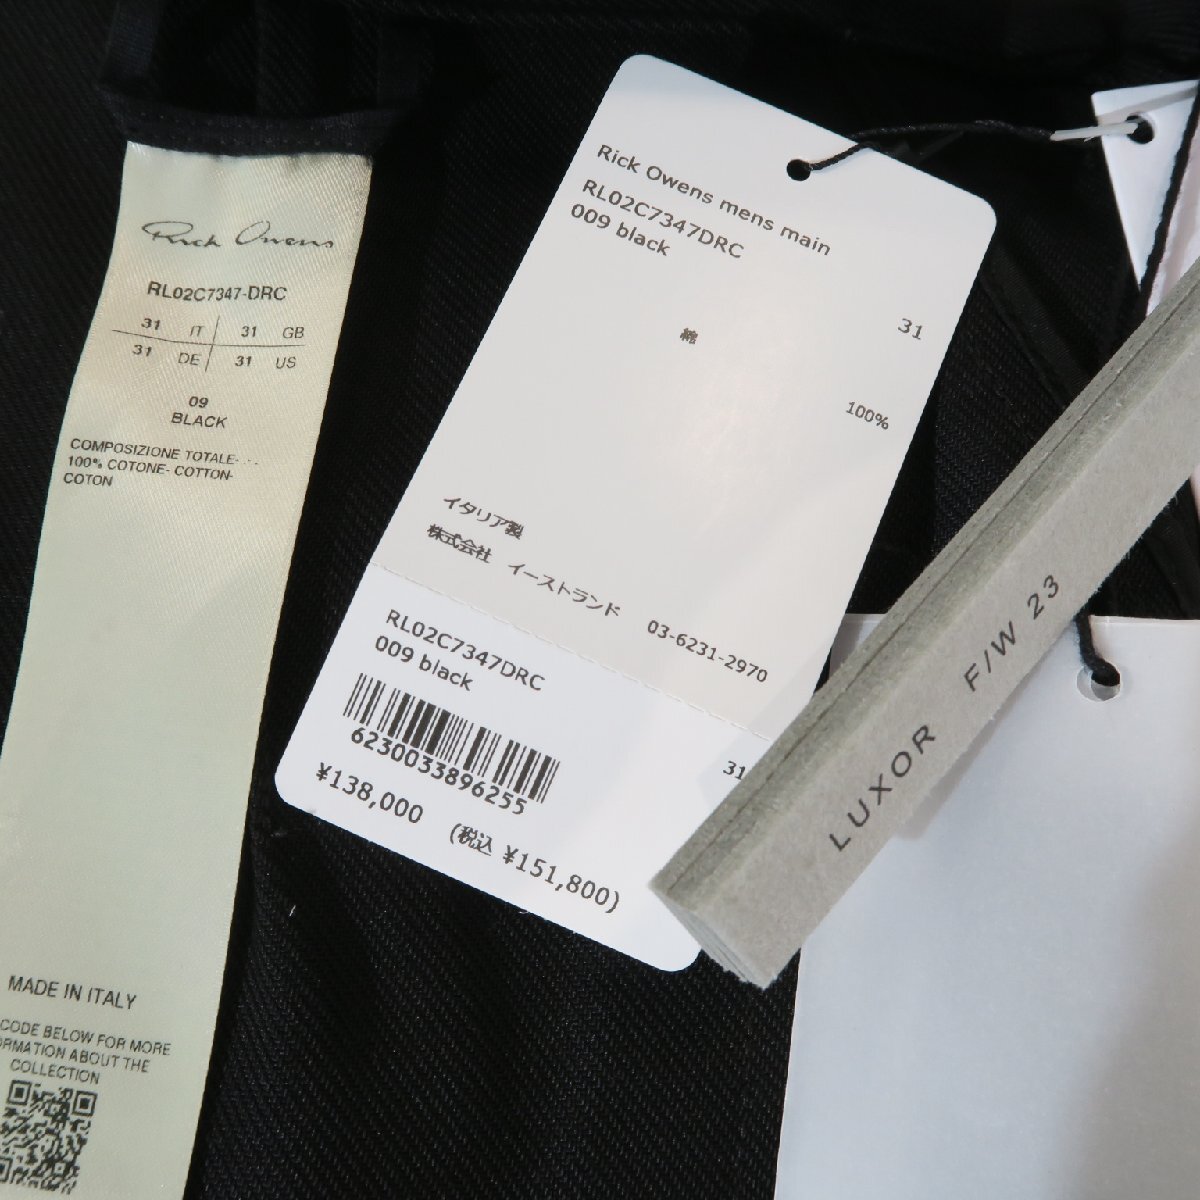 Rick Owens
RL02C7347-DRC
31 IT 31 GB
31 DE 31 US
09
BLACK
COMPOSIZIONE TOTALE-
100% COTONE- COTTON-
COTON
MADE IN ITALY
CODE BELOW FOR MORE
ORMATION ABOUT THE
COLLECTION
Rick Owens mens main
RL02C7347DRC
009 black
31
綿
100%
イタリア製
株式会社 イーストランド 03-6231-2970
RL02C7347DRC
009 black
31
6230033896255
¥138,000 (税込 ¥151,800)
LUXOR F/W 23